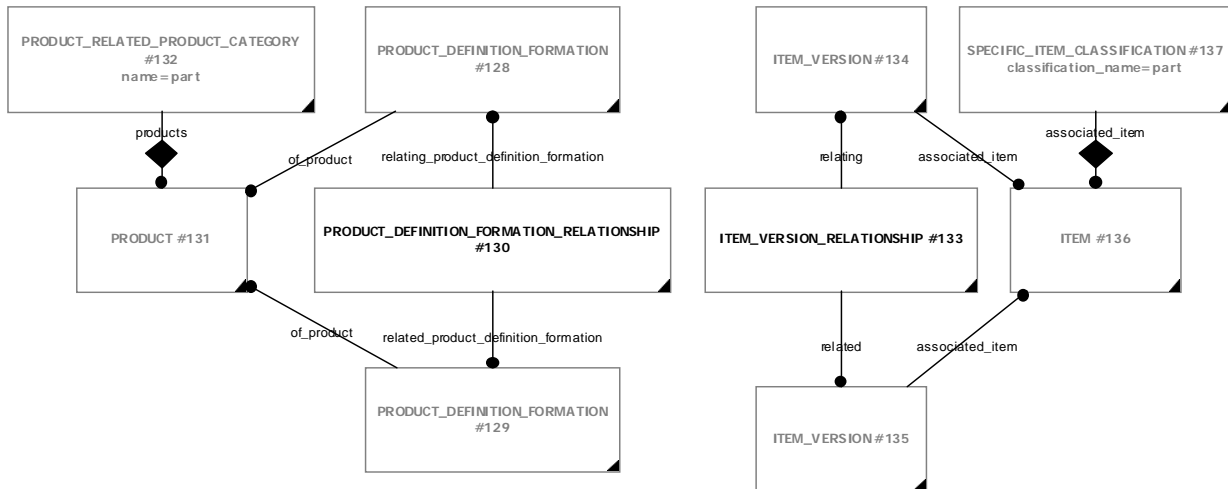 PRODUCT_RELATED_PRODUCT_CATEGORY
#132
name=part
PRODUCT_DEFINITION_FORMATION
#128
ITEM_VERSION #134
SPECIFIC_ITEM_CLASSIFICATION #137
classification_name=part
products
of_product
relating_product_definition_formation
relating
associated_item
associated_item
PRODUCT #131
PRODUCT_DEFINITION_FORMATION_RELATIONSHIP
#130
ITEM_VERSION_RELATIONSHIP #133
ITEM #136
of_product
related_product_definition_formation
related
associated_item
PRODUCT_DEFINITION_FORMATION
#129
ITEM_VERSION #135